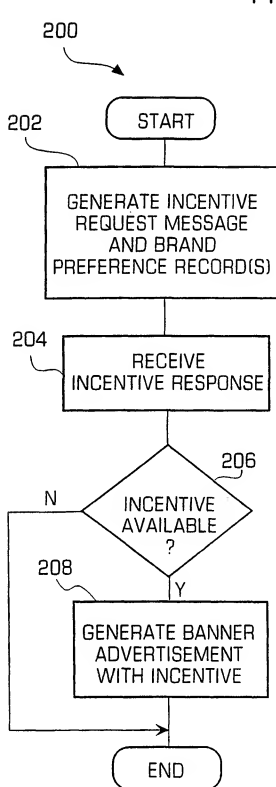 200
START
202
GENERATE INCENTIVE
REQUEST MESSAGE
AND BRAND
PREFERENCE RECORD(S)
204
RECEIVE
INCENTIVE RESPONSE
206
N
INCENTIVE
AVAILABLE
?
208
Y
GENERATE BANNER
ADVERTISEMENT
WITH INCENTIVE
END